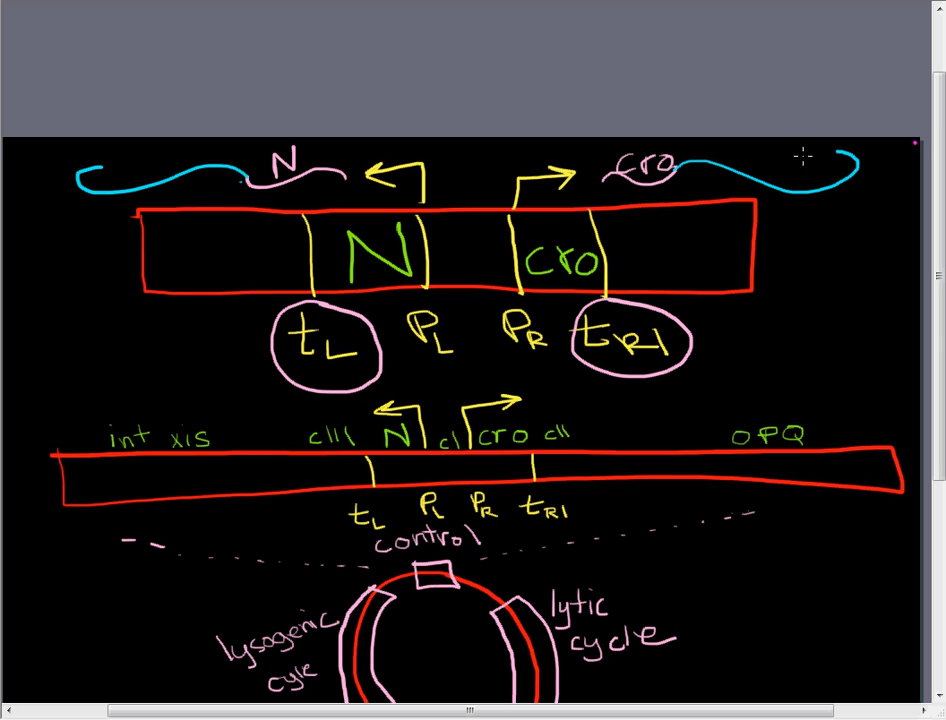 N cro
N cro
tL PL PR tR1
int xis cIII N cI cro cII OPQ
tL PL PR tR1
control
lysogenic
cyle
lytic
cycle